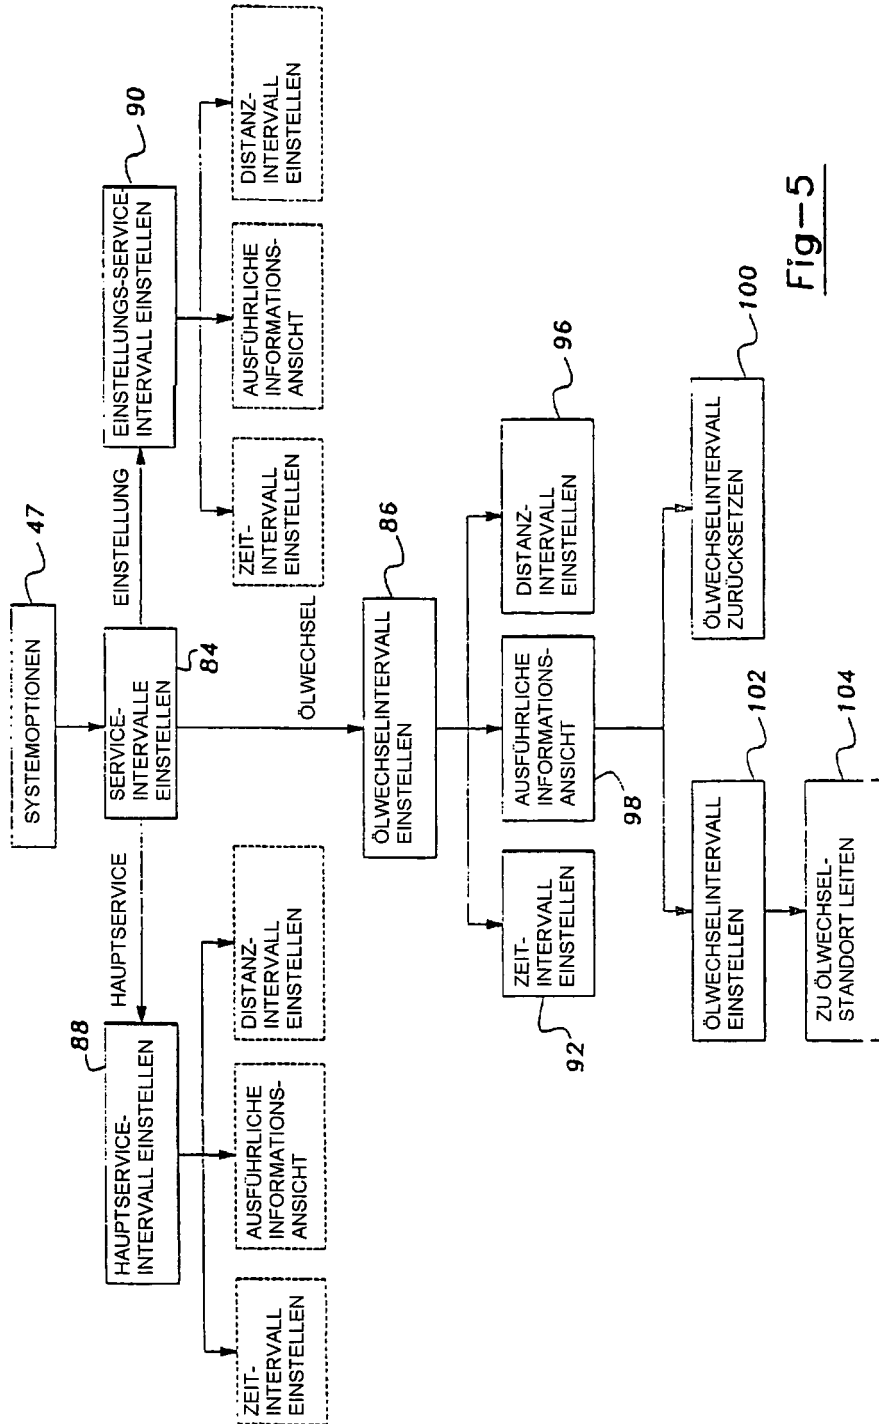 SYSTEMOPTIONEN
47
HAUPTSERVICE
SERVICE-
INTERVALLE
EINSTELLEN
84
EINSTELLUNG
HAUPTSERVICE-
INTERVALL EINSTELLEN
88
EINSTELLUNGS-SERVICE-
INTERVALL EINSTELLEN
90
ZEIT-
INTERVALL
EINSTELLEN
AUSFÜHRLICHE
INFORMATIONS-
ANSICHT
DISTANZ-
INTERVALL
EINSTELLEN
ZEIT-
INTERVALL
EINSTELLEN
AUSFÜHRLICHE
INFORMATIONS-
ANSICHT
DISTANZ-
INTERVALL
EINSTELLEN
ÖLWECHSEL
ÖLWECHSELINTERVALL
EINSTELLEN
86
ZEIT-
INTERVALL
EINSTELLEN
92
AUSFÜHRLICHE
INFORMATIONS-
ANSICHT
98
DISTANZ-
INTERVALL
EINSTELLEN
96
ÖLWECHSELINTERVALL
EINSTELLEN
102
ÖLWECHSELINTERVALL
ZURÜCKSETZEN
100
ZU ÖLWECHSEL-
STANDORT LEITEN
104
Fig-5